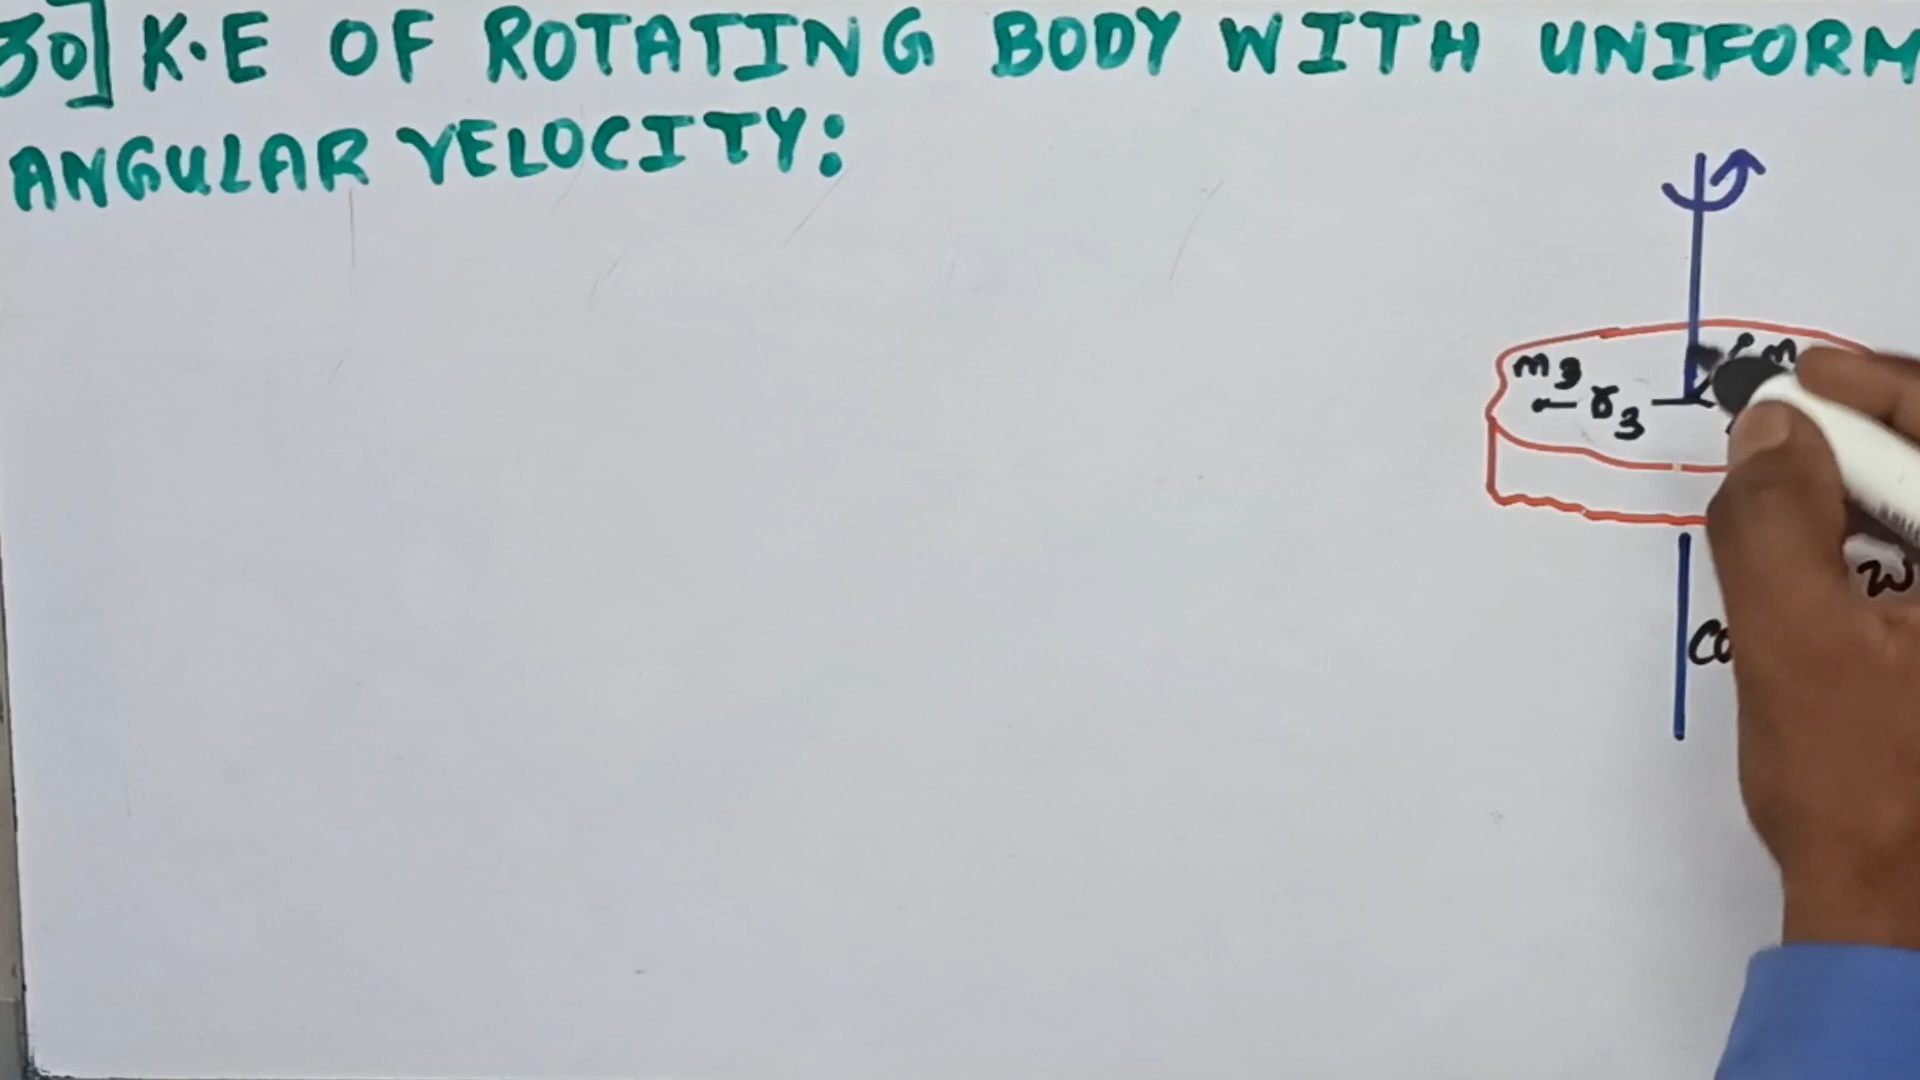 30] K.E OF ROTATING BODY WITH UNIFORM
ANGULAR VELOCITY:
m
m3
r3
ω